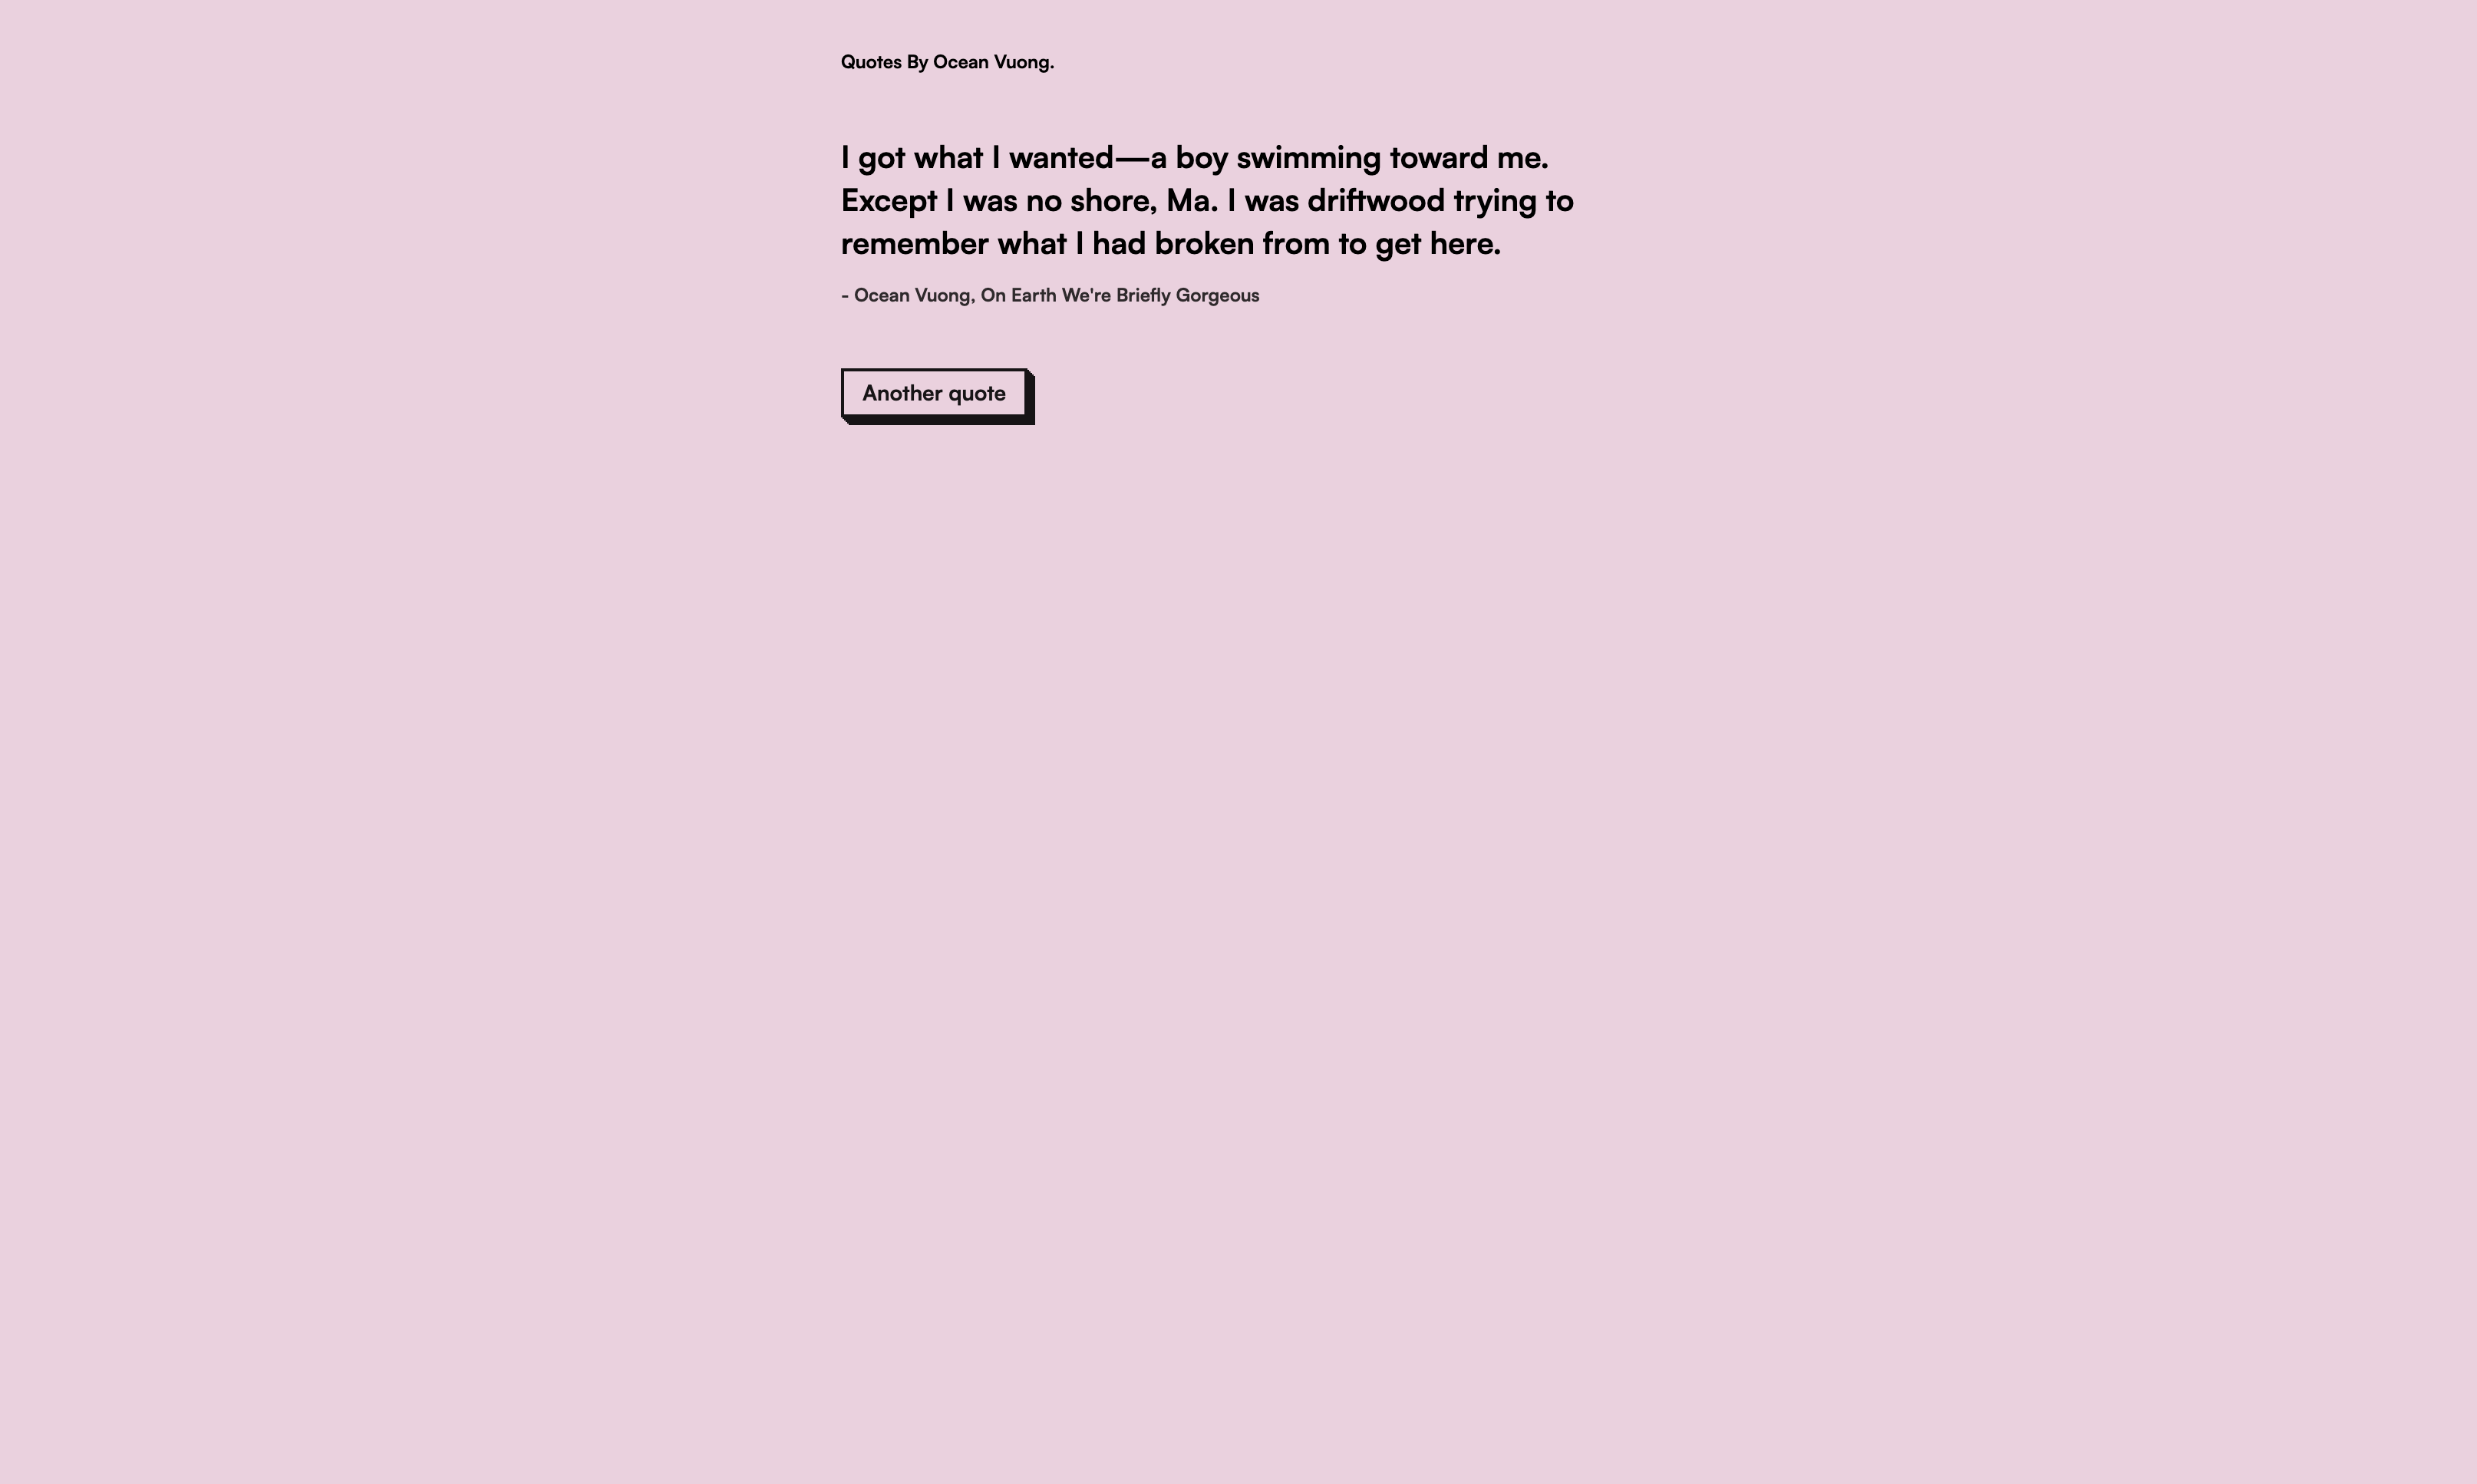 Quotes By Ocean Vuong.
I got what I wanted—a boy swimming toward me.
Except I was no shore, Ma. I was driftwood trying to
remember what I had broken from to get here.
- Ocean Vuong, On Earth We're Briefly Gorgeous
Another quote